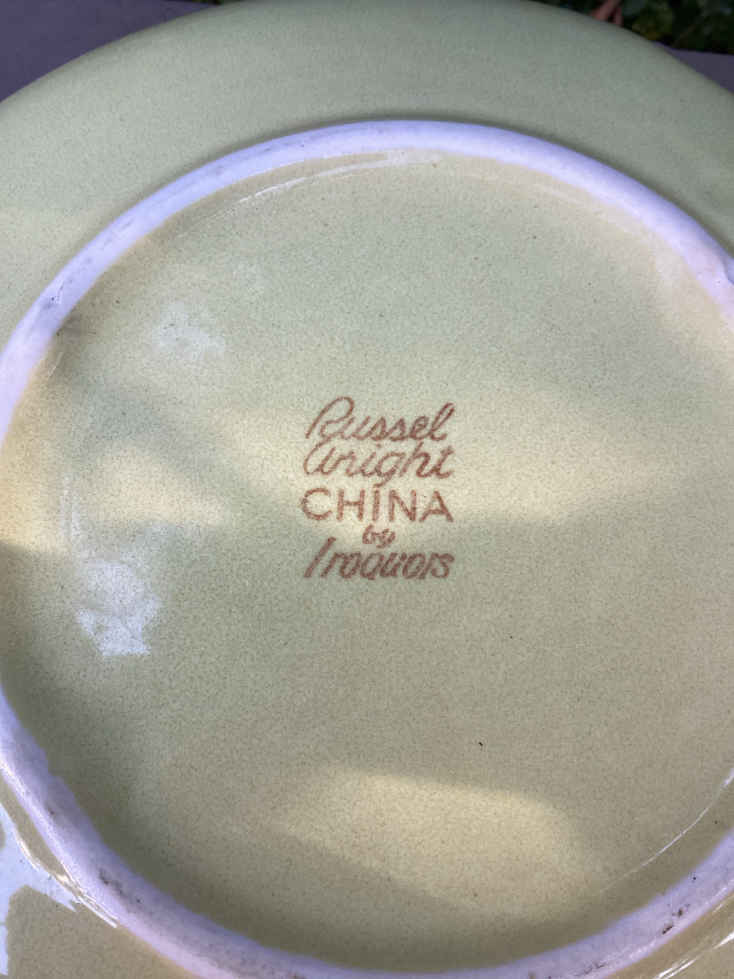 Russel
Wright
CHINA
by
Iroquois